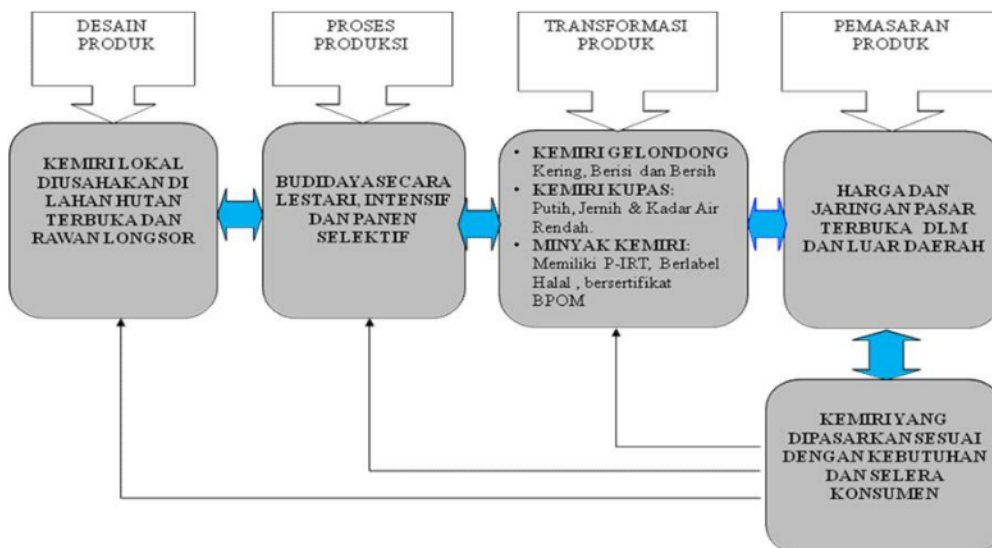 DESAIN
PRODUK
PROSES
PRODUKSI
TRANSFORMASI
PRODUK
PEMASARAN
PRODUK
KEMIRI LOKAL
DIUSAHAKAN DI
LAHAN HUTAN
TERBUKA DAN
RAWAN LONGSOR
BUDIDAYA SECARA
LESTARI, INTENSIF
DAN PANEN
SELEKTIF
• KEMIRI GELONDONG
Kering, Berisi dan Bersih
• KEMIRI KUPAS:
Putih, Jernih & Kadar Air
Rendah.
• MINYAK KEMIRI:
Memiliki P-IRT, Berlabel
Halal , bersertifikat
BPOM
HARGA DAN
JARINGAN PASAR
TERBUKA DLM
DAN LUAR DAERAH
KEMIRI YANG
DIPASARKAN SESUAI
DENGAN KEBUTUHAN
DAN SELERA
KONSUMEN